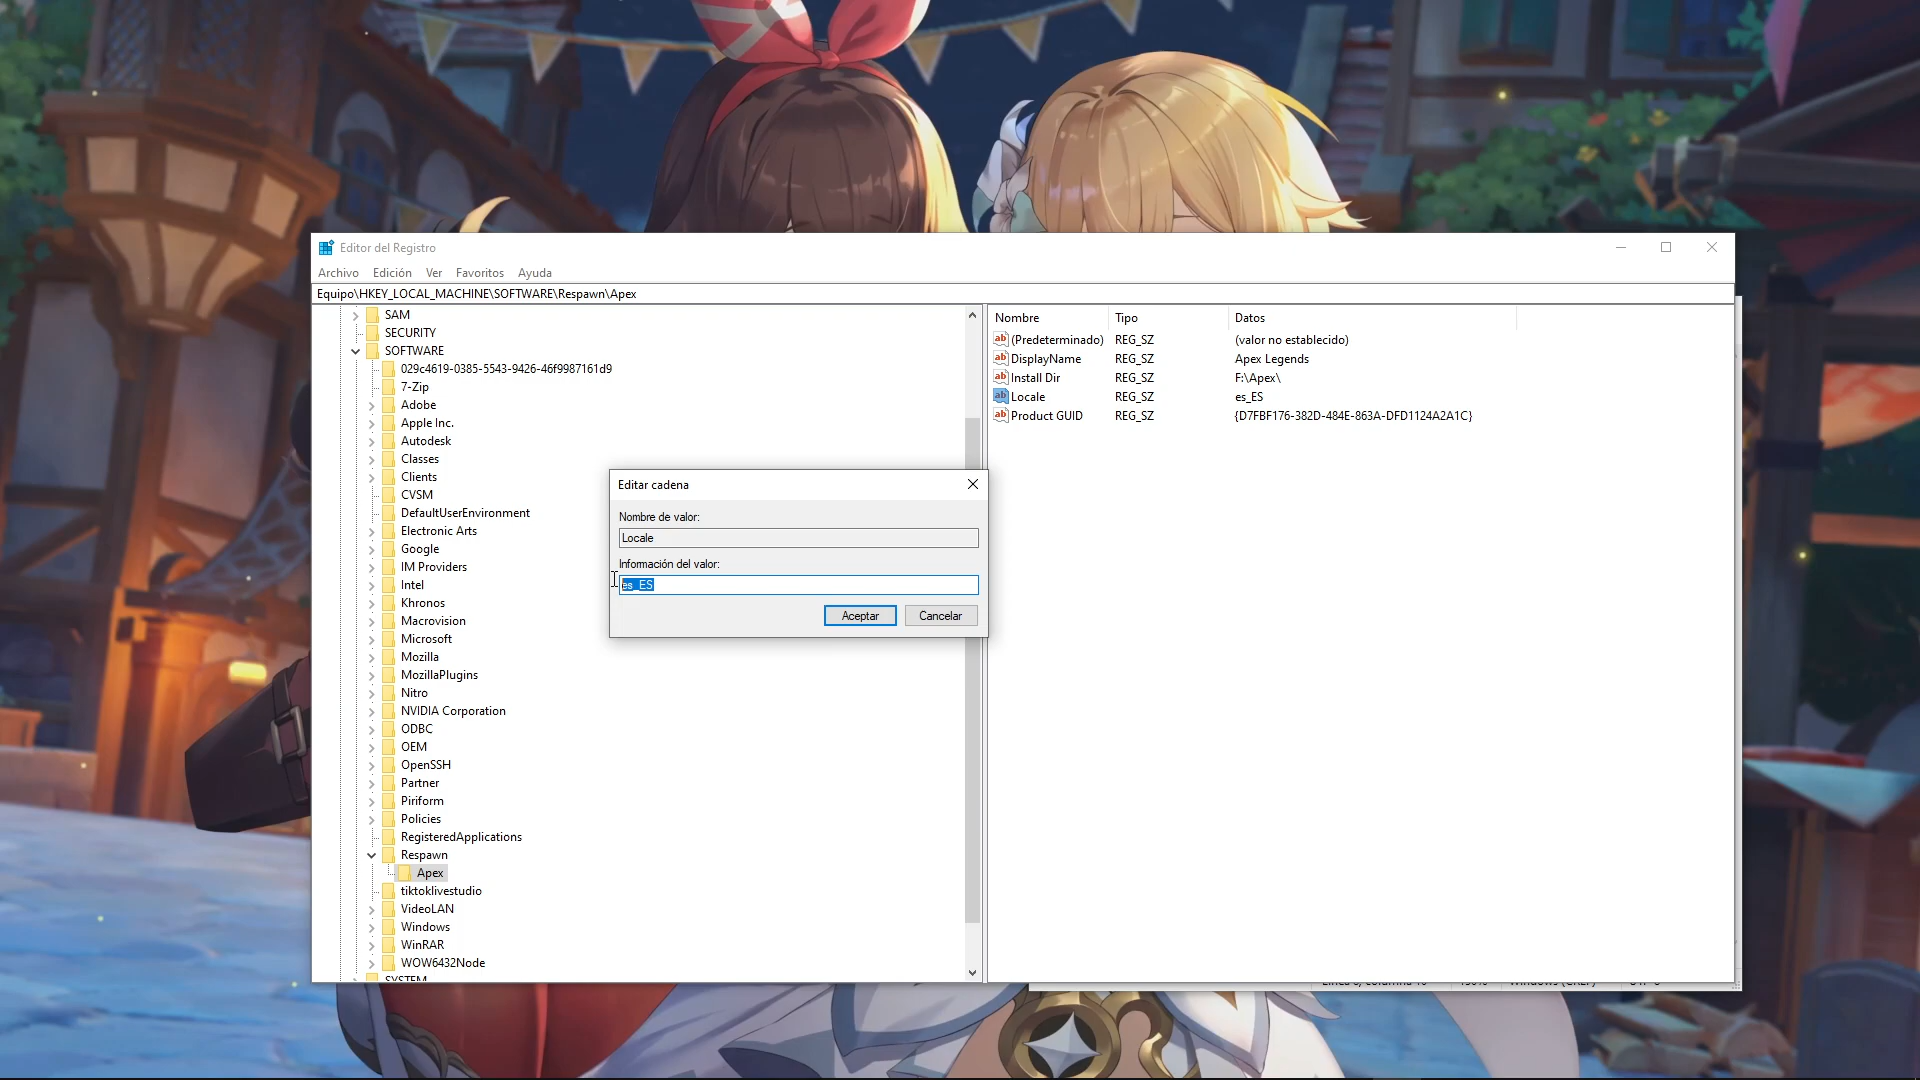 Editor del Registro
Archivo Edición Ver Favoritos Ayuda
Equipo\HKEY_LOCAL_MACHINE\SOFTWARE\Respawn\Apex
SAM
SECURITY
SOFTWARE
029c4619-0385-5543-9426-46f9987161d9
7-Zip
Adobe
Apple Inc.
Autodesk
Classes
Clients
CVSM
DefaultUserEnvironment
Electronic Arts
Google
IM Providers
Intel
Khronos
Macrovision
Microsoft
Mozilla
MozillaPlugins
Nitro
NVIDIA Corporation
ODBC
OEM
OpenSSH
Partner
Piriform
Policies
RegisteredApplications
Respawn
Apex
tiktoklivestudio
VideoLAN
Windows
WinRAR
WOW6432Node
SYSTEM
Nombre Tipo Datos
(Predeterminado) REG_SZ (valor no establecido)
DisplayName REG_SZ Apex Legends
Install Dir REG_SZ F:\Apex\
Locale REG_SZ es_ES
Product GUID REG_SZ {D7FBF176-382D-484E-863A-DFD1124A2A1C}
Editar cadena
Nombre de valor:
Locale
Información del valor:
es_ES
Aceptar Cancelar